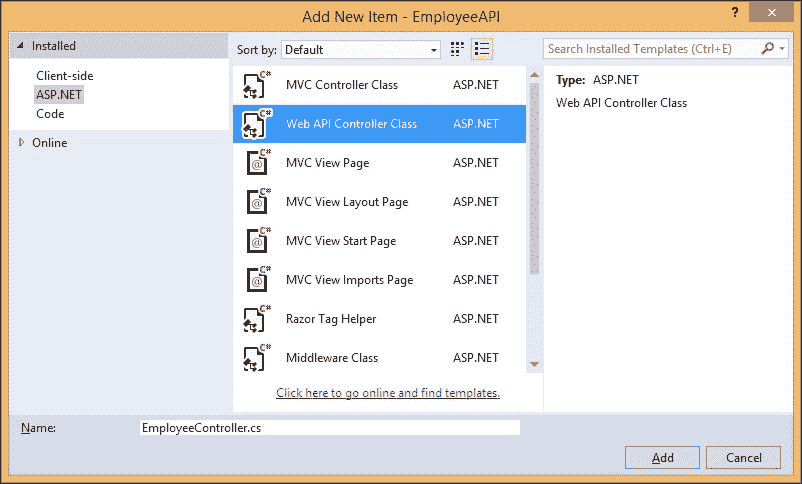 Add New Item - EmployeeAPI
?
Installed
Sort by: Default
Search Installed Templates (Ctrl+E)
Client-side
ASP.NET
Code
Online
C# MVC Controller Class ASP.NET
C# Web API Controller Class ASP.NET
C# @ MVC View Page ASP.NET
C# @ MVC View Layout Page ASP.NET
C# @ MVC View Start Page ASP.NET
C# @ MVC View Imports Page ASP.NET
C# Razor Tag Helper ASP.NET
C# Middleware Class ASP.NET
Click here to go online and find templates.
Type: ASP.NET
Web API Controller Class
Name: EmployeeController.cs
Add
Cancel